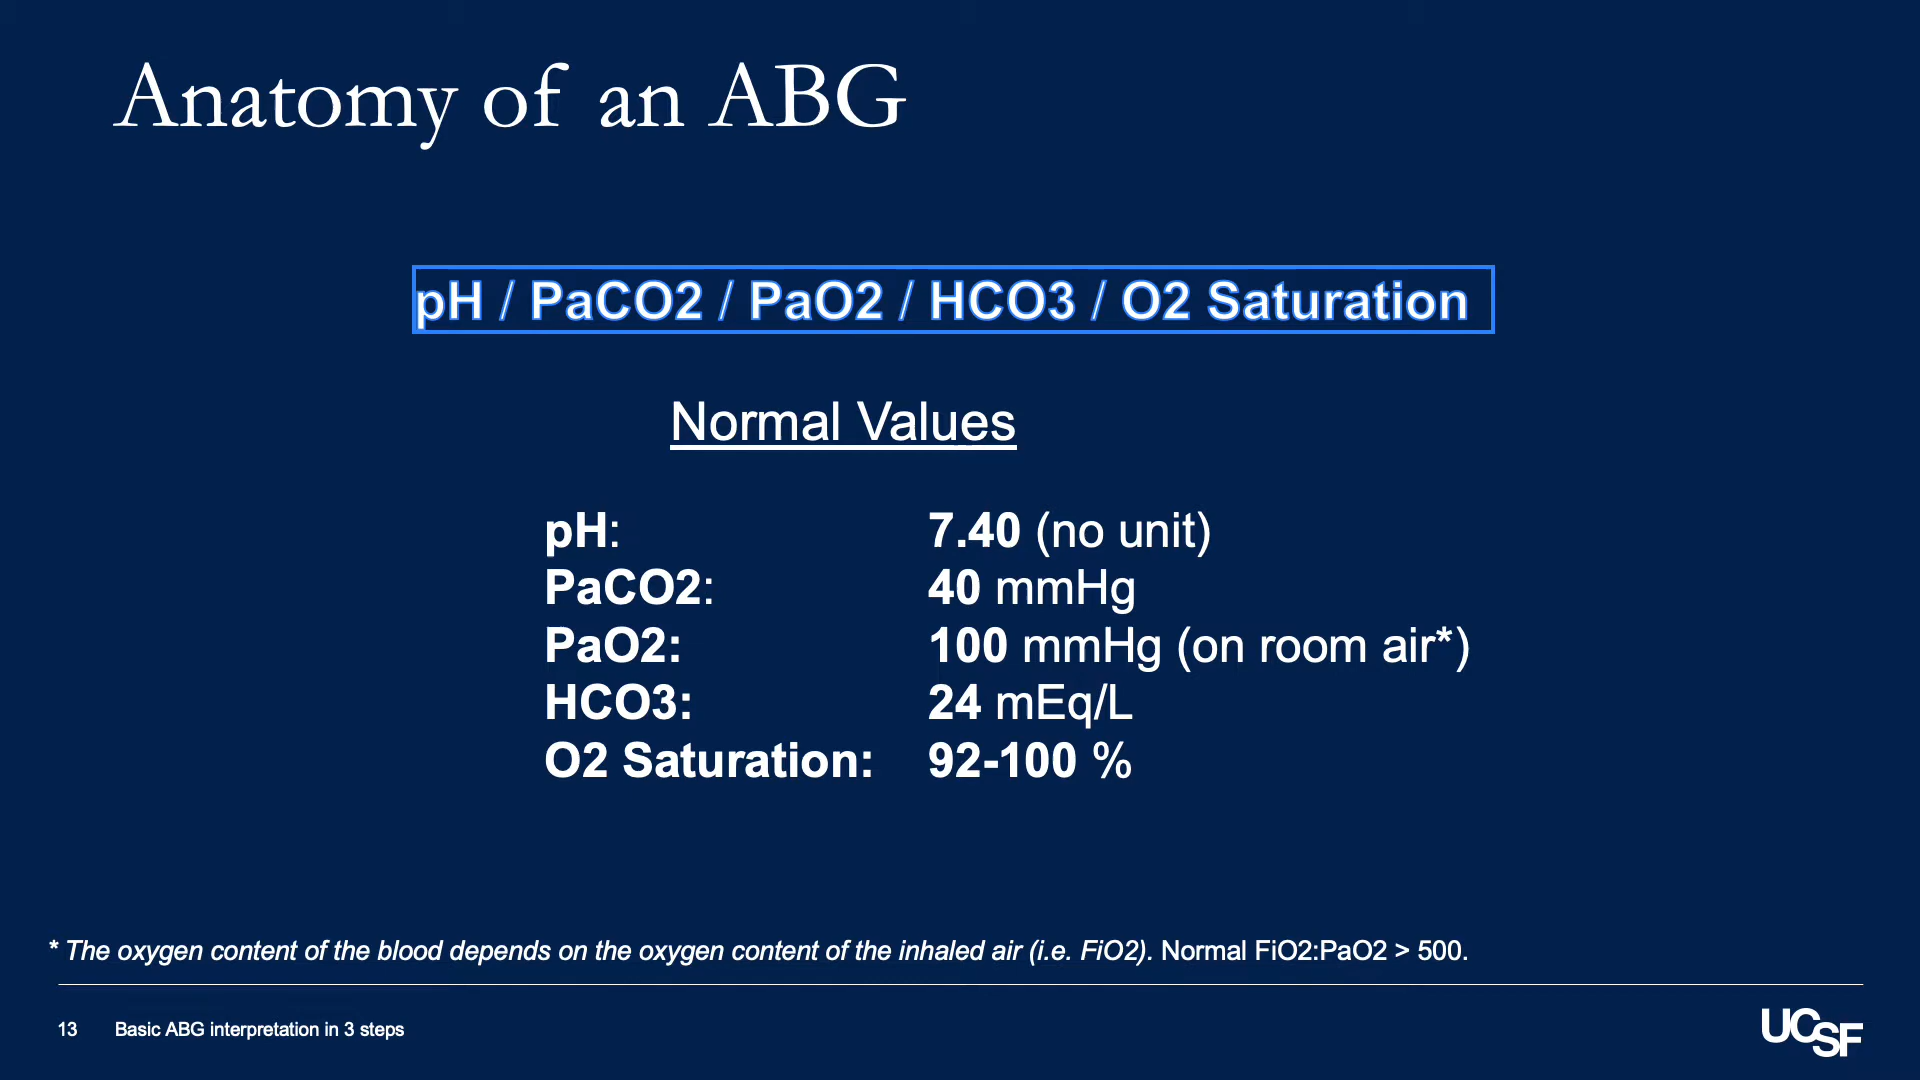 Anatomy of an ABG
pH / PaCO2 / PaO2 / HCO3 / O2 Saturation
Normal Values
pH: 7.40 (no unit)
PaCO2: 40 mmHg
PaO2: 100 mmHg (on room air*)
HCO3: 24 mEq/L
O2 Saturation: 92-100 %
* The oxygen content of the blood depends on the oxygen content of the inhaled air (i.e. FiO2). Normal FiO2:PaO2 > 500.
13 Basic ABG interpretation in 3 steps
UCSF